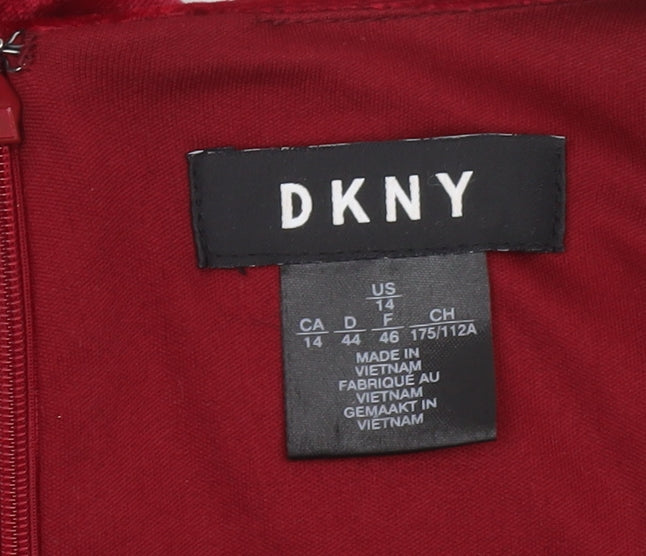 DKNY
US
14
CA D F CH
14 44 46 175/112A
MADE IN
VIETNAM
FABRIQUÉ AU
VIETNAM
GEMAAKT IN
VIETNAM